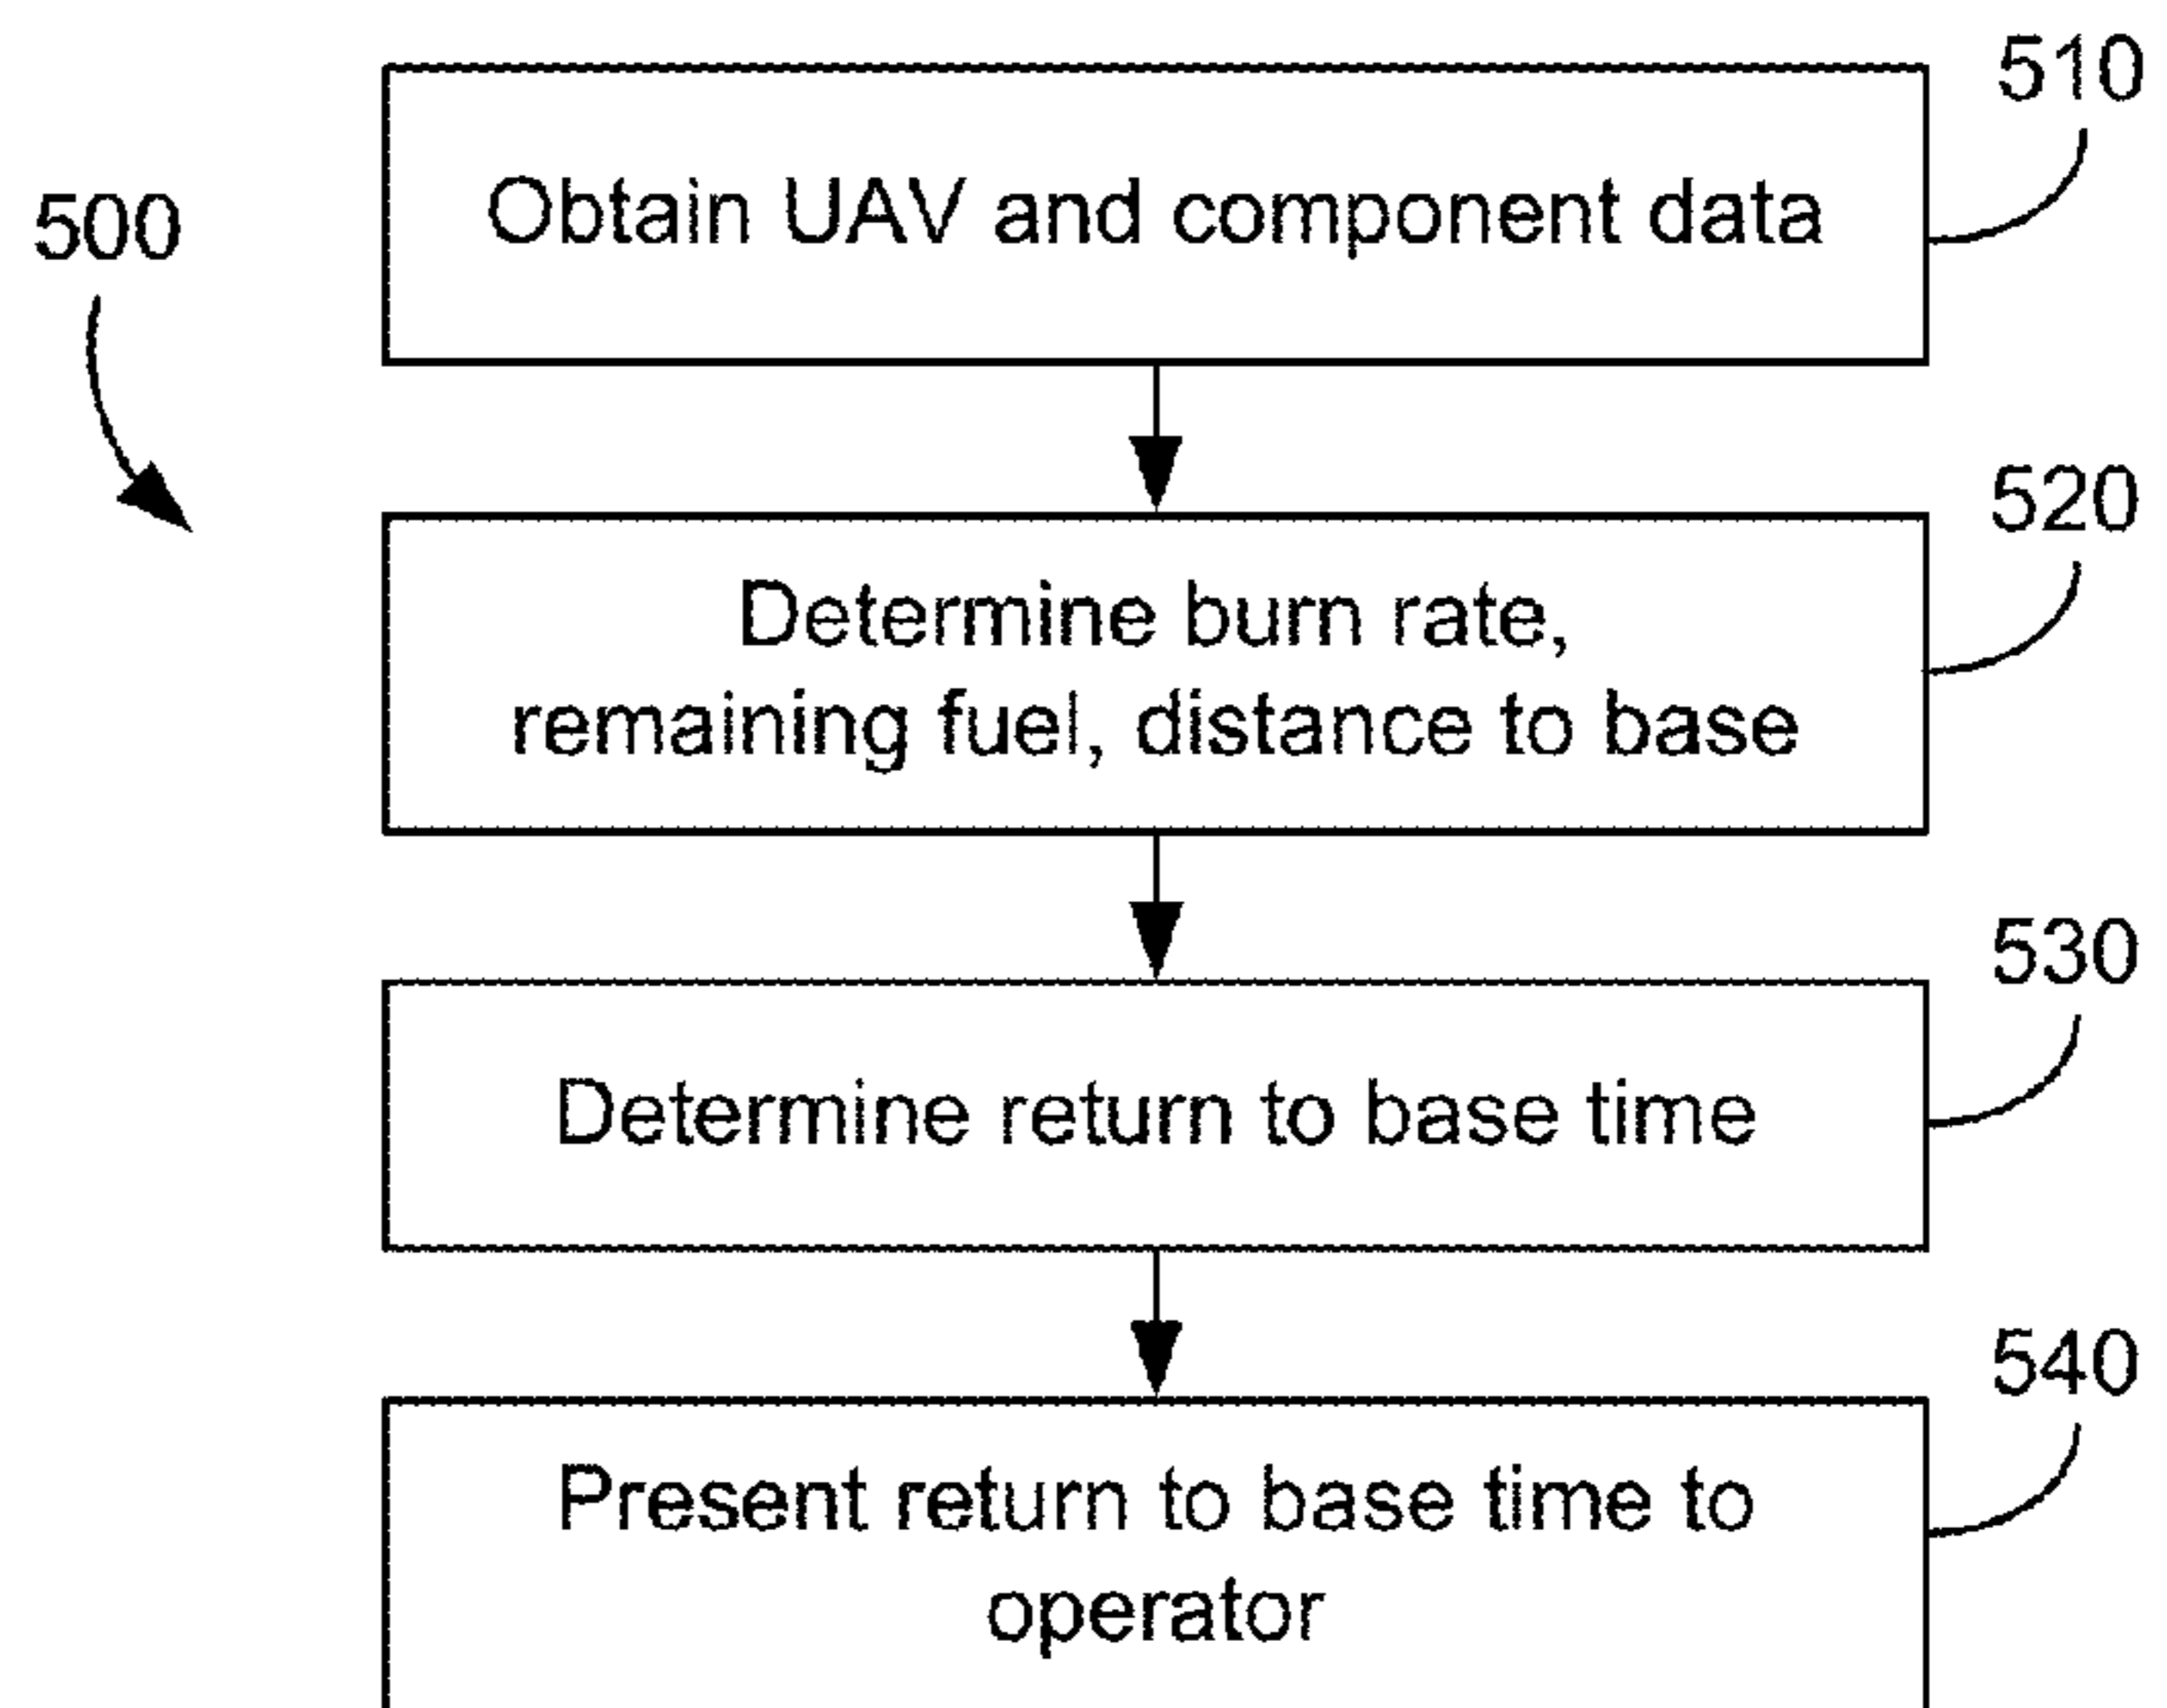 510
Obtain UAV and component data
500
520
Determine burn rate,
remaining fuel, distance to base
530
Determine return to base time
540
Present return to base time to
operator